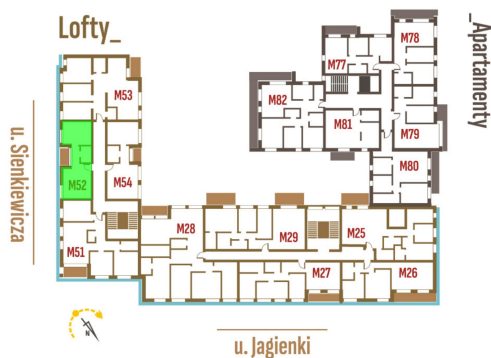 Lofty_
_Apartamenty
M78
M77
M53
M82
M81
M79
M52
M54
M80
u. Sienkiewicza
M28
M29
M25
M51
M27
M26
N
u. Jagienki